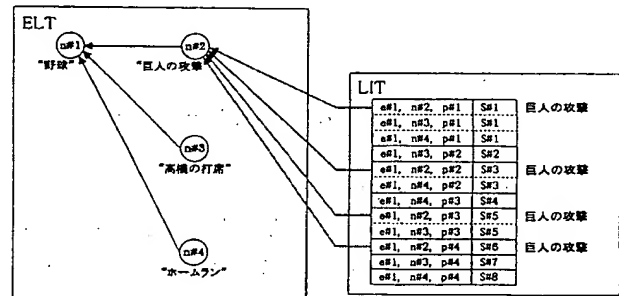 ELT
n#1
"野球"
n#2
"巨人の攻撃"
n#3
"高橋の打席"
n#4
"ホームラン"
LIT
e#1, n#2, p#1 S#1 巨人の攻撃
e#1, n#3, p#1 S#1
e#1, n#4, p#1 S#1
e#1, n#3, p#2 S#2
e#1, n#2, p#2 S#3 巨人の攻撃
e#1, n#4, p#2 S#3
e#1, n#4, p#3 S#4
e#1, n#2, p#3 S#5 巨人の攻撃
e#1, n#3, p#3 S#5
e#1, n#2, p#4 S#6 巨人の攻撃
e#1, n#3, p#4 S#7
e#1, n#4, p#4 S#8